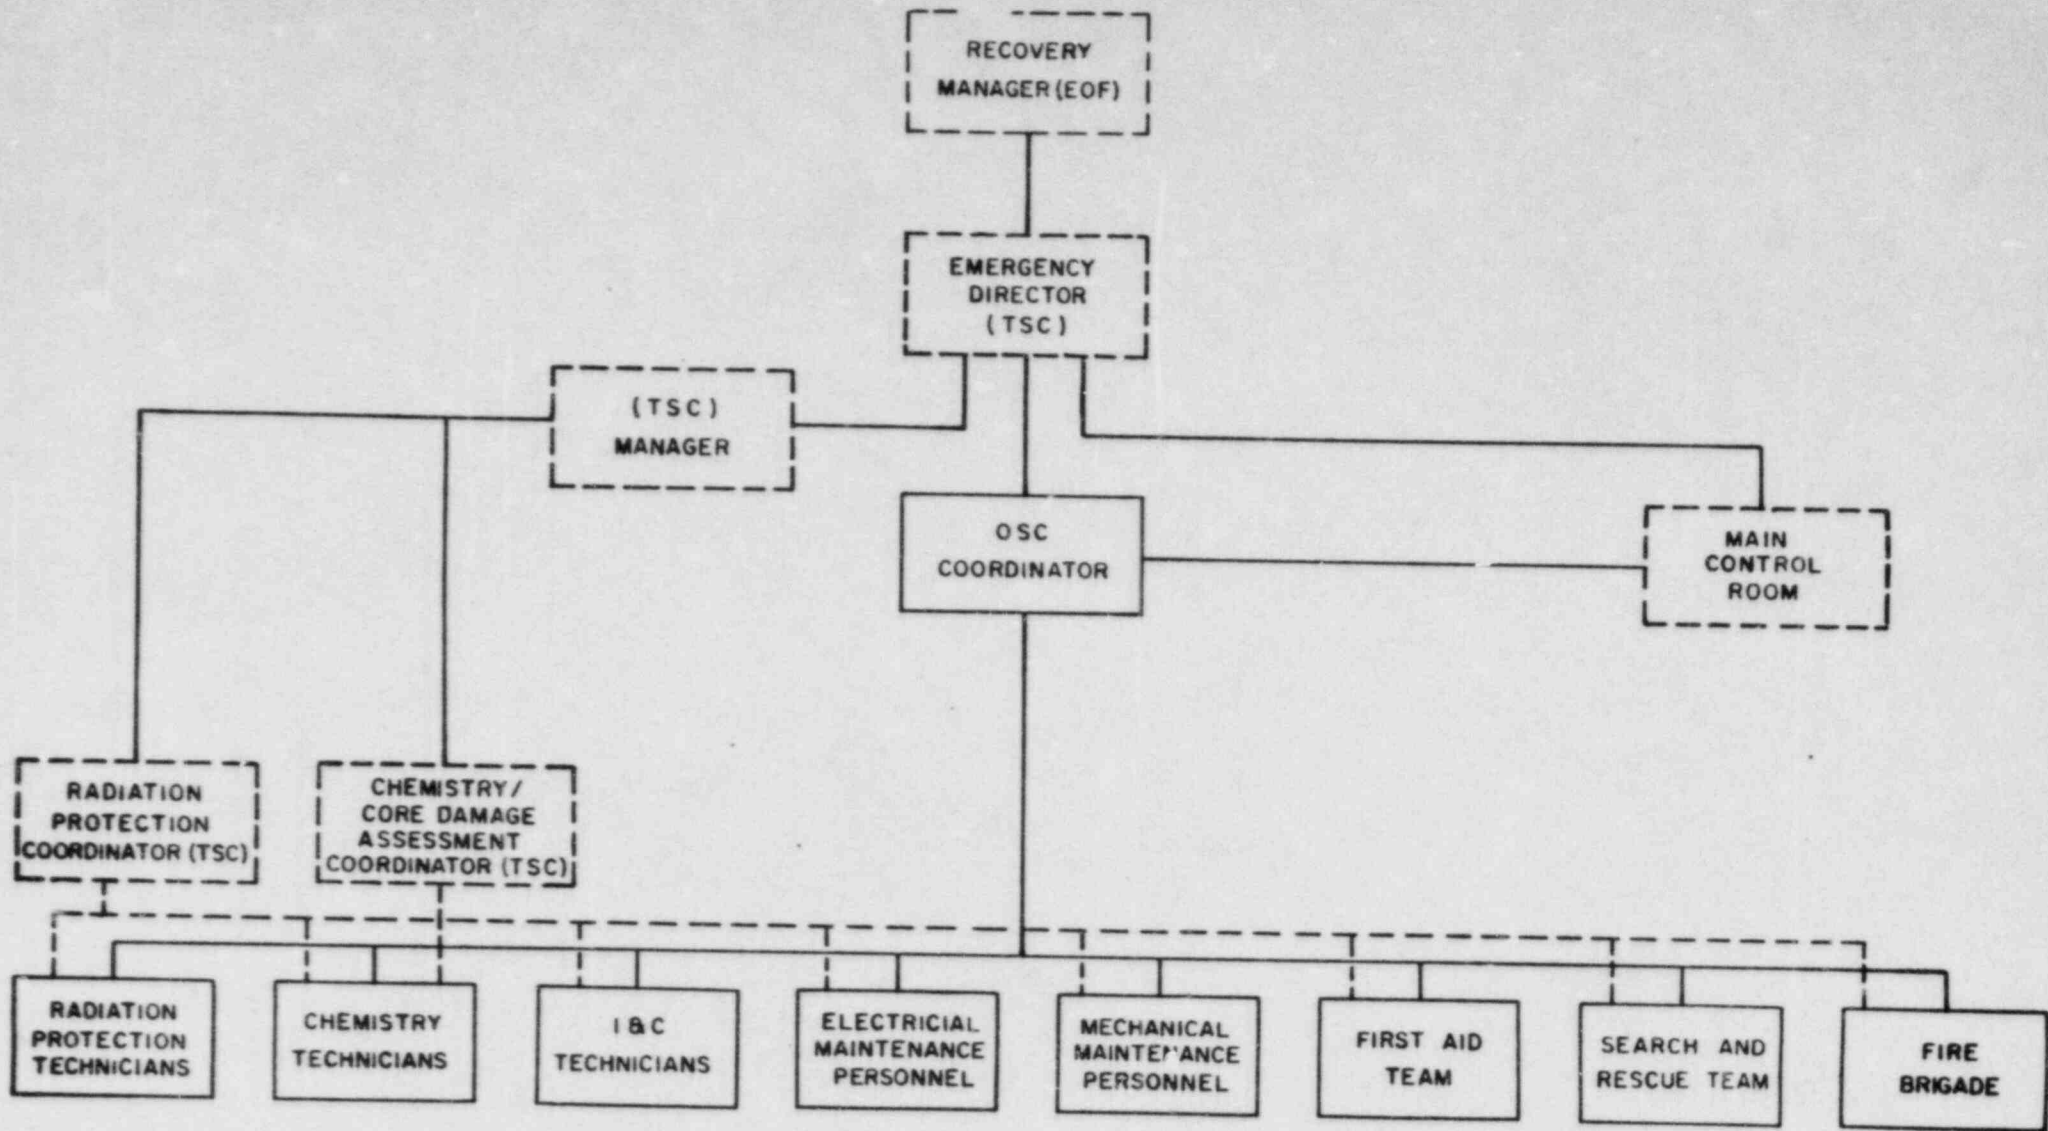 RECOVERY
MANAGER (EOF)
EMERGENCY
DIRECTOR
(TSC)
(TSC)
MANAGER
OSC
COORDINATOR
MAIN
CONTROL
ROOM
RADIATION
PROTECTION
COORDINATOR (TSC)
CHEMISTRY/
CORE DAMAGE
ASSESSMENT
COORDINATOR (TSC)
RADIATION
PROTECTION
TECHNICIANS
CHEMISTRY
TECHNICIANS
I & C
TECHNICIANS
ELECTRICIAL
MAINTENANCE
PERSONNEL
MECHANICAL
MAINTENANCE
PERSONNEL
FIRST AID
TEAM
SEARCH AND
RESCUE TEAM
FIRE
BRIGADE